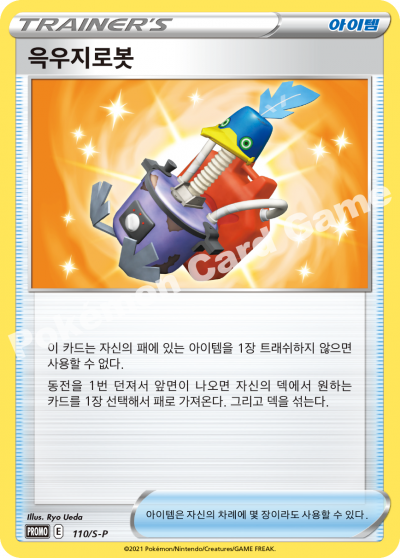 TRAINER'S 아이템
윽우지로봇
Pokémon Card Game
이 카드는 자신의 패에 있는 아이템을 1장 트래쉬하지 않으면
사용할 수 없다.
동전을 1번 던져서 앞면이 나오면 자신의 덱에서 원하는
카드를 1장 선택해서 패로 가져온다. 그리고 덱을 섞는다.
Illus. Ryo Ueda
PROMO E 110/S-P
아이템은 자신의 차례에 몇 장이라도 사용할 수 있다.
©2021 Pokémon/Nintendo/Creatures/GAME FREAK.